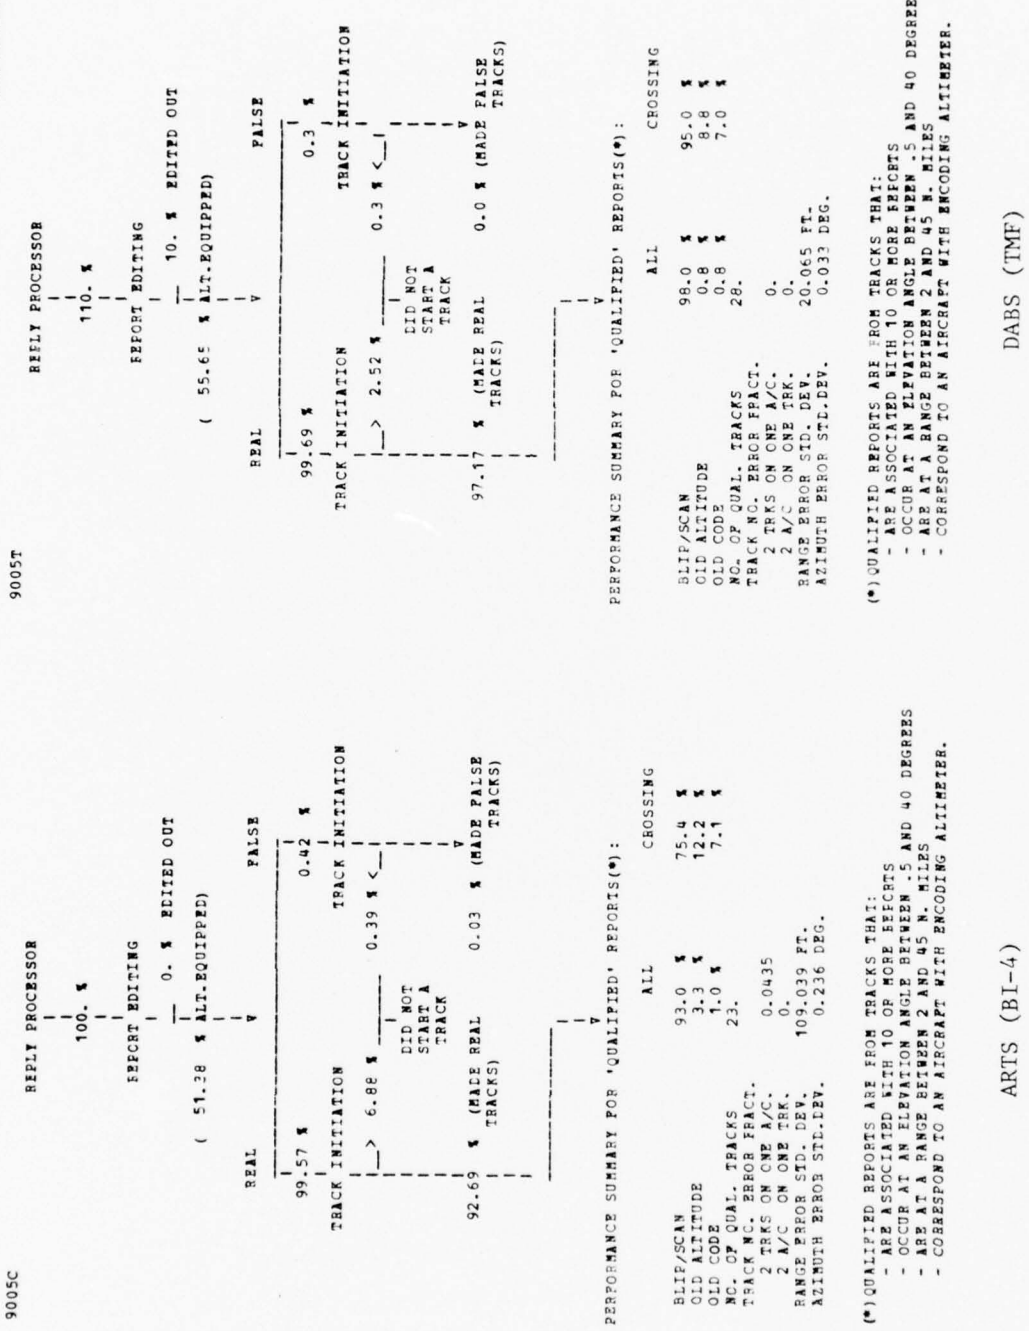 9005C
REPLY PROCESSOR
100. %
REPORT EDITING
0. % EDITED OUT
( 51.38 % ALT.EQUIPPED)
REAL FALSE
99.57 % 0.42 %
TRACK INITIATION TRACK INITIATION
__> 6.88 % 0.39 % <__
DID NOT
START A
TRACK
92.69 % (MADE REAL 0.03 % (MADE FALSE
TRACKS) TRACKS)
PERFORMANCE SUMMARY FOR 'QUALIFIED' REPORTS(*):
ALL CROSSING
BLIP/SCAN 93.0 % 75.4 %
OLD ALTITUDE 3.3 % 12.2 %
OLD CODE 1.0 % 7.1 %
NO. OF QUAL. TRACKS 23.
TRACK NO. ERROR FRACT.
2 TRKS ON ONE A/C. 0.0435
2 A/C ON ONE TRK. 0.
RANGE ERROR STD. DEV. 109.039 FT.
AZIMUTH ERROR STD.DEV. 0.236 DEG.
(*)QUALIFIED REPORTS ARE FROM TRACKS THAT:
- ARE ASSOCIATED WITH 10 OR MORE REPORTS
- OCCUR AT AN ELEVATION ANGLE BETWEEN .5 AND 40 DEGREES
- ARE AT A RANGE BETWEEN 2 AND 45 N. MILES
- CORRESPOND TO AN AIRCRAFT WITH ENCODING ALTIMETER.
ARTS (BI-4)
9005T
REPLY PROCESSOR
110. %
REPORT EDITING
10. % EDITED OUT
( 55.65 % ALT.EQUIPPED)
REAL FALSE
99.69 % 0.3 %
TRACK INITIATION TRACK INITIATION
__> 2.52 % 0.3 % <__
DID NOT
START A
TRACK
97.17 % (MADE REAL 0.0 % (MADE FALSE
TRACKS) TRACKS)
PERFORMANCE SUMMARY FOR 'QUALIFIED' REPORTS(*):
ALL CROSSING
BLIP/SCAN 98.0 % 95.0 %
OLD ALTITUDE 0.8 % 8.8 %
OLD CODE 0.8 % 7.0 %
NO. OF QUAL. TRACKS 28.
TRACK NO. ERROR FRACT.
2 TRKS ON ONE A/C. 0.
2 A/C ON ONE TRK. 0.
RANGE ERROR STD. DEV. 20.065 FT.
AZIMUTH ERROR STD.DEV. 0.033 DEG.
(*)QUALIFIED REPORTS ARE FROM TRACKS THAT:
- ARE ASSOCIATED WITH 10 OR MORE REPORTS
- OCCUR AT AN ELEVATION ANGLE BETWEEN .5 AND 40 DEGREE
- ARE AT A RANGE BETWEEN 2 AND 45 N. MILES
- CORRESPOND TO AN AIRCRAFT WITH ENCODING ALTIMETER.
DABS (TMF)